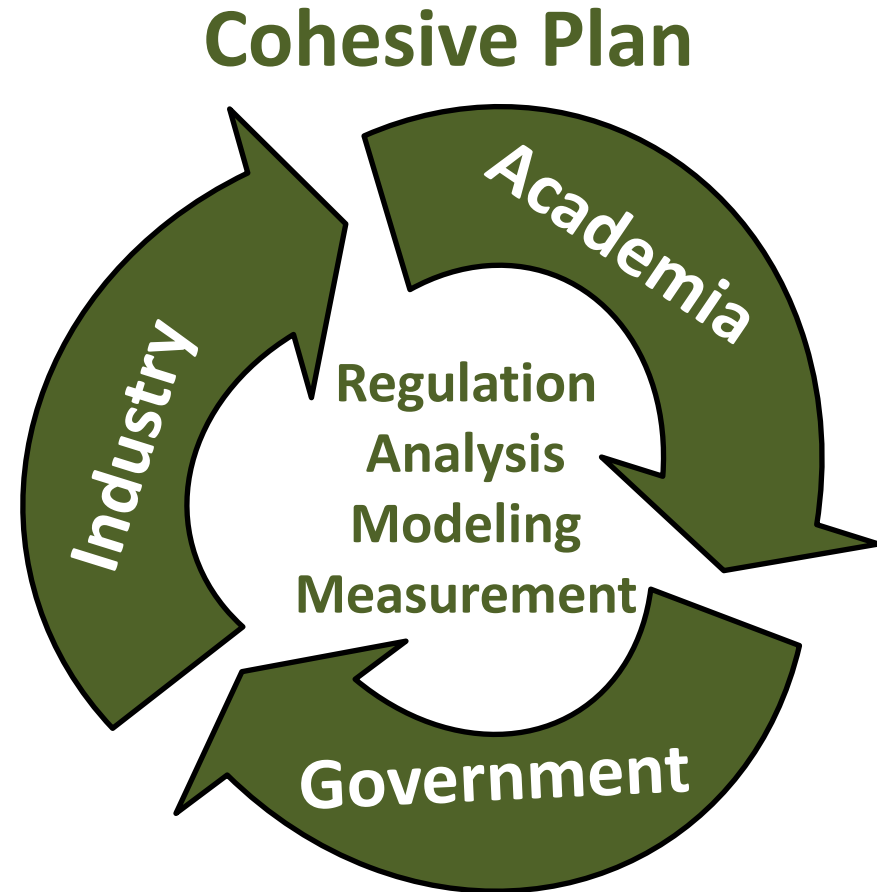 Cohesive Plan
Academia
Industry
Regulation
Analysis
Modeling
Measurement
Government